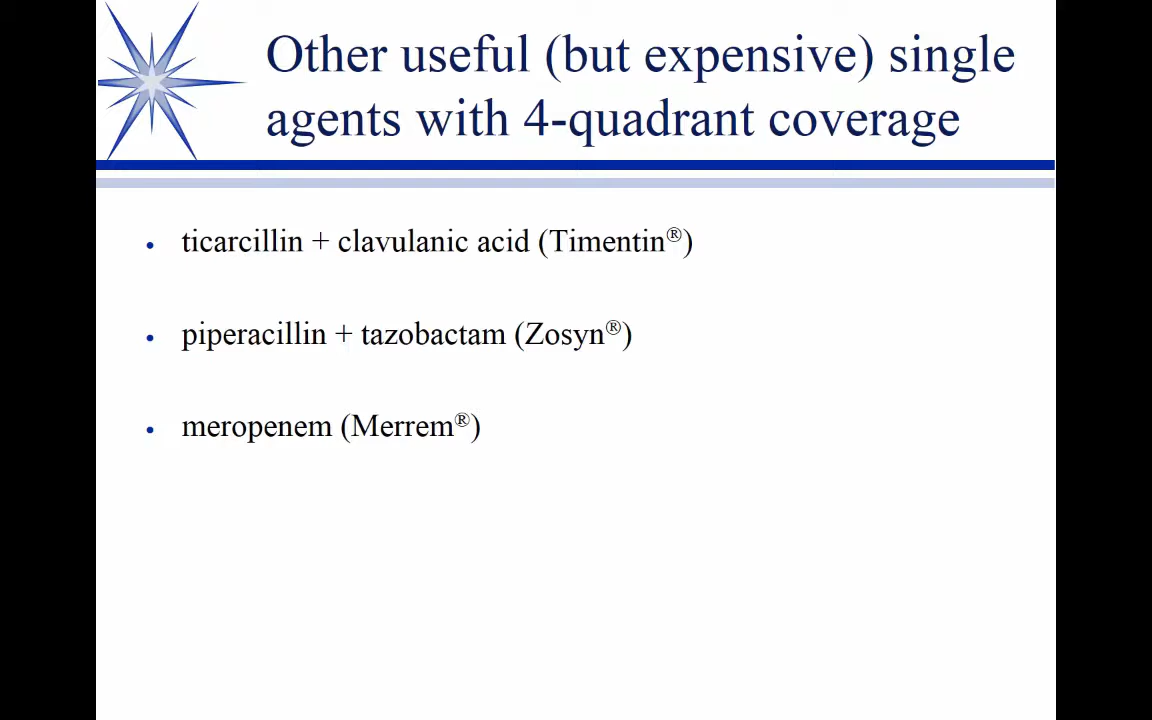 Other useful (but expensive) single
agents with 4-quadrant coverage
• ticarcillin + clavulanic acid (Timentin®)
• piperacillin + tazobactam (Zosyn®)
• meropenem (Merrem®)